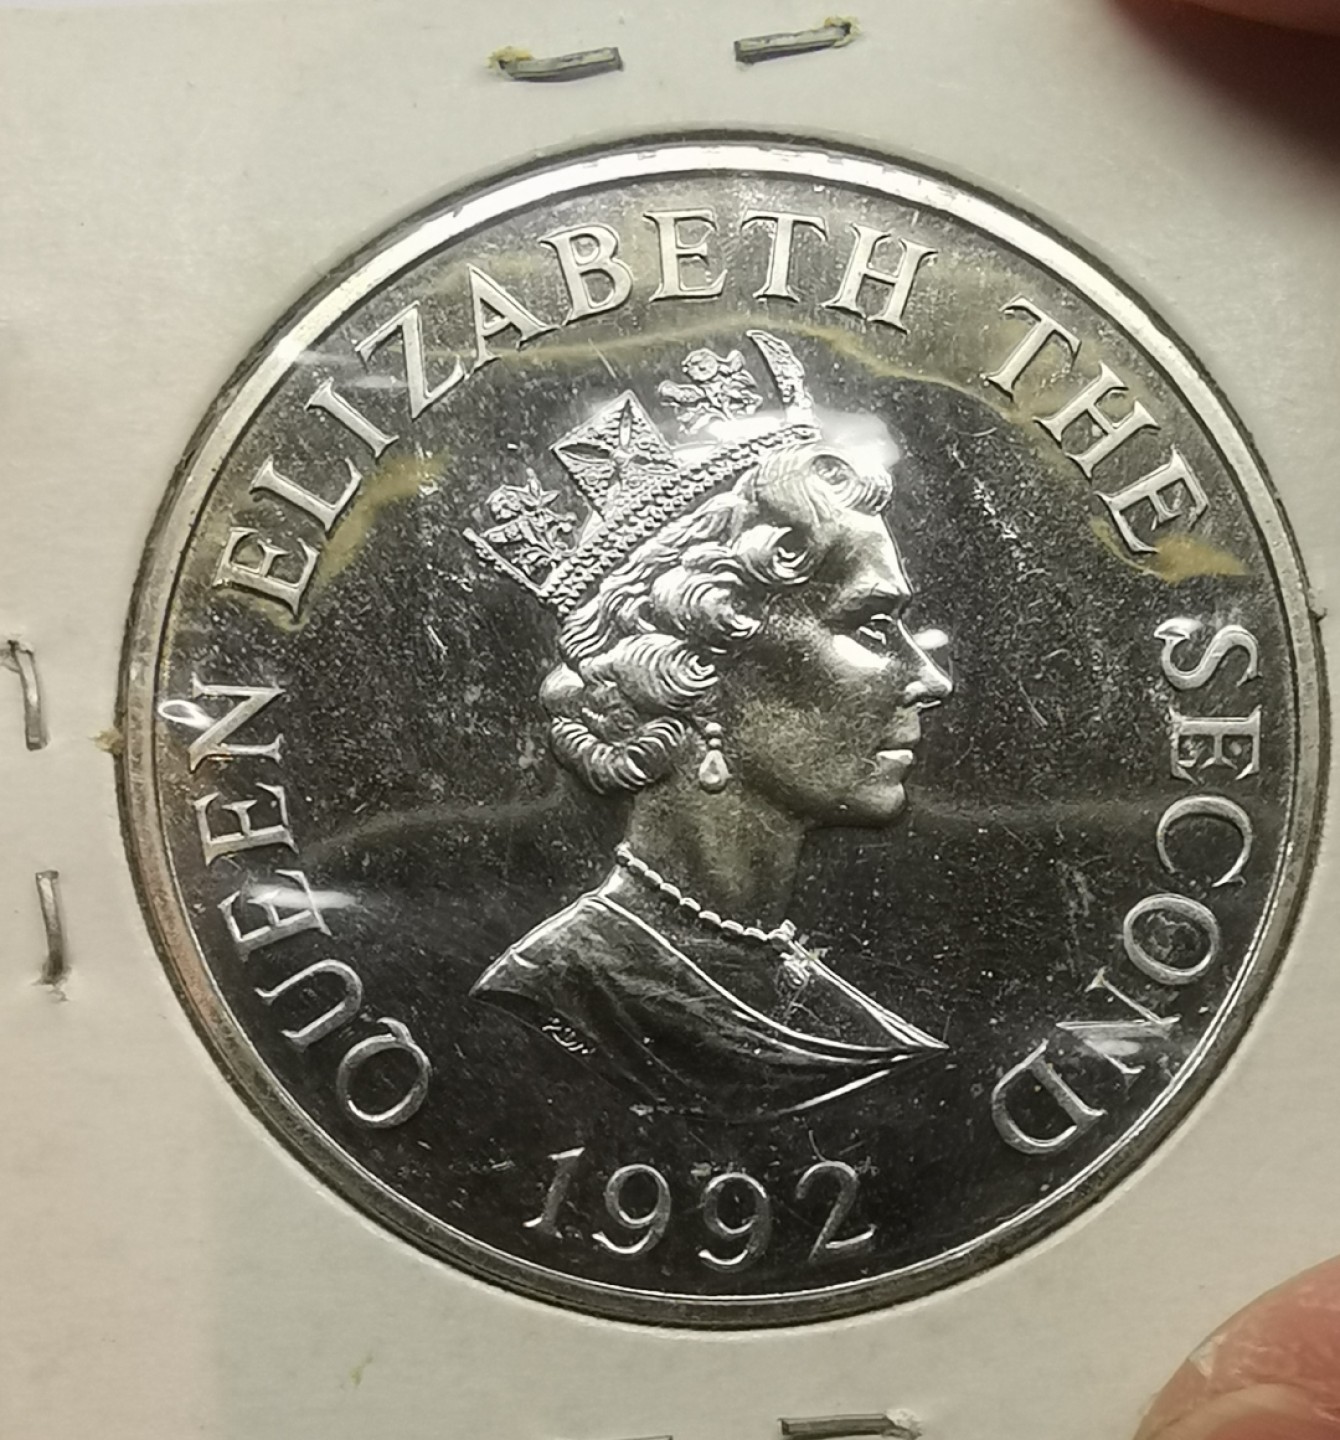 QUEEN ELIZABETH THE SECOND
1992